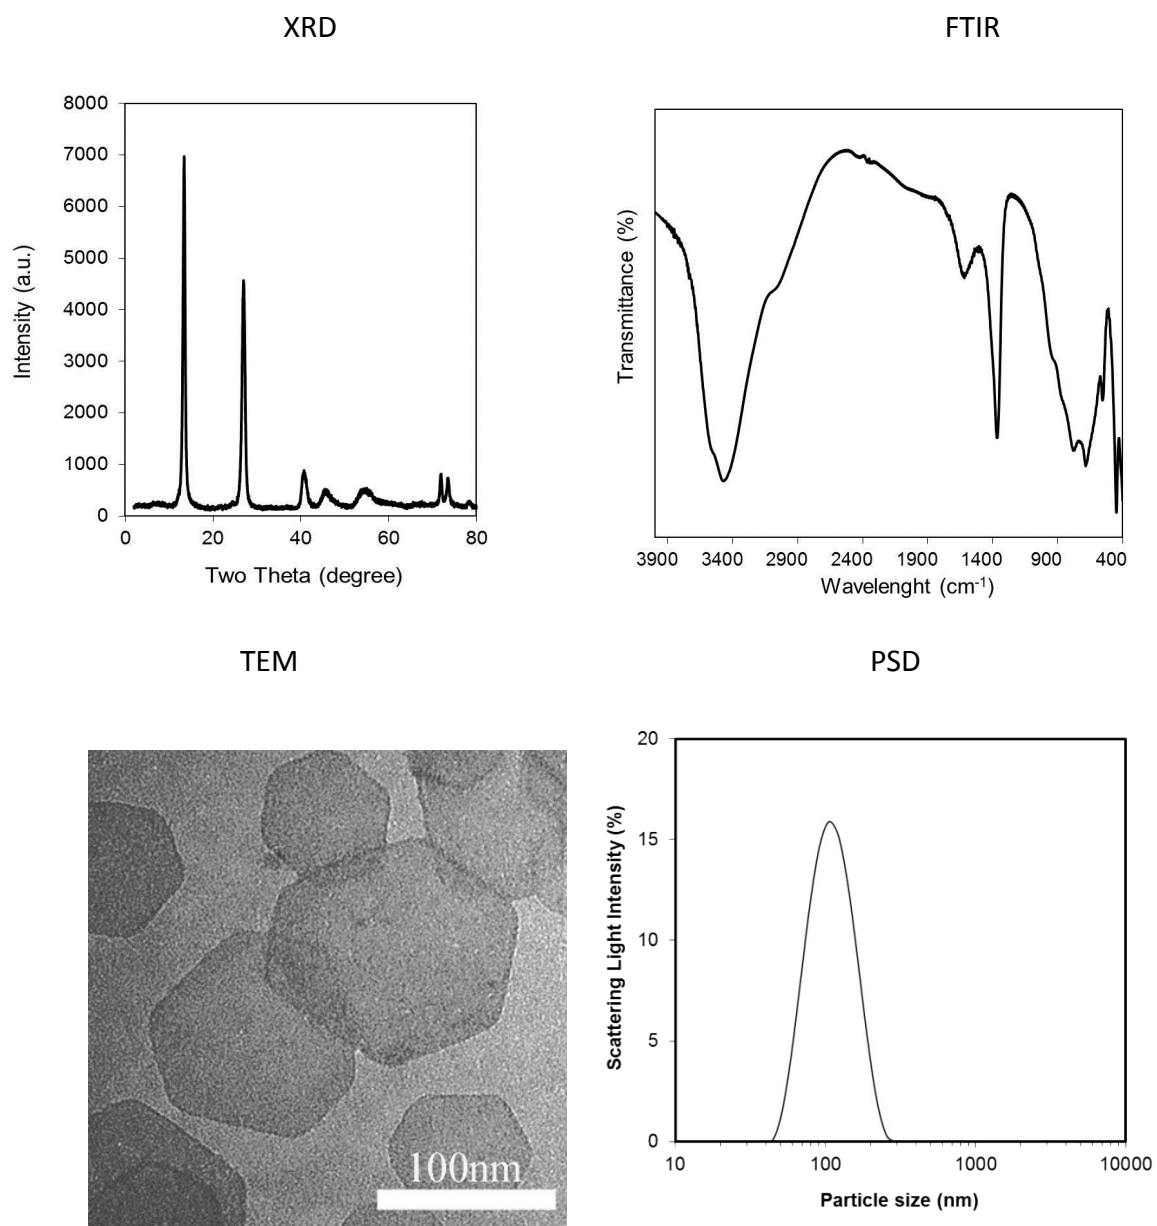 XRD
FTIR
8000
7000
6000
5000
4000
3000
2000
1000
0
Intensity (a.u.)
0 20 40 60 80
Two Theta (degree)
Transmittance (%)
3900 3400 2900 2400 1900 1400 900 400
Wavelenght (cm⁻¹)
TEM
PSD
100nm
20
15
10
5
0
Scattering Light Intensity (%)
10 100 1000 10000
Particle size (nm)